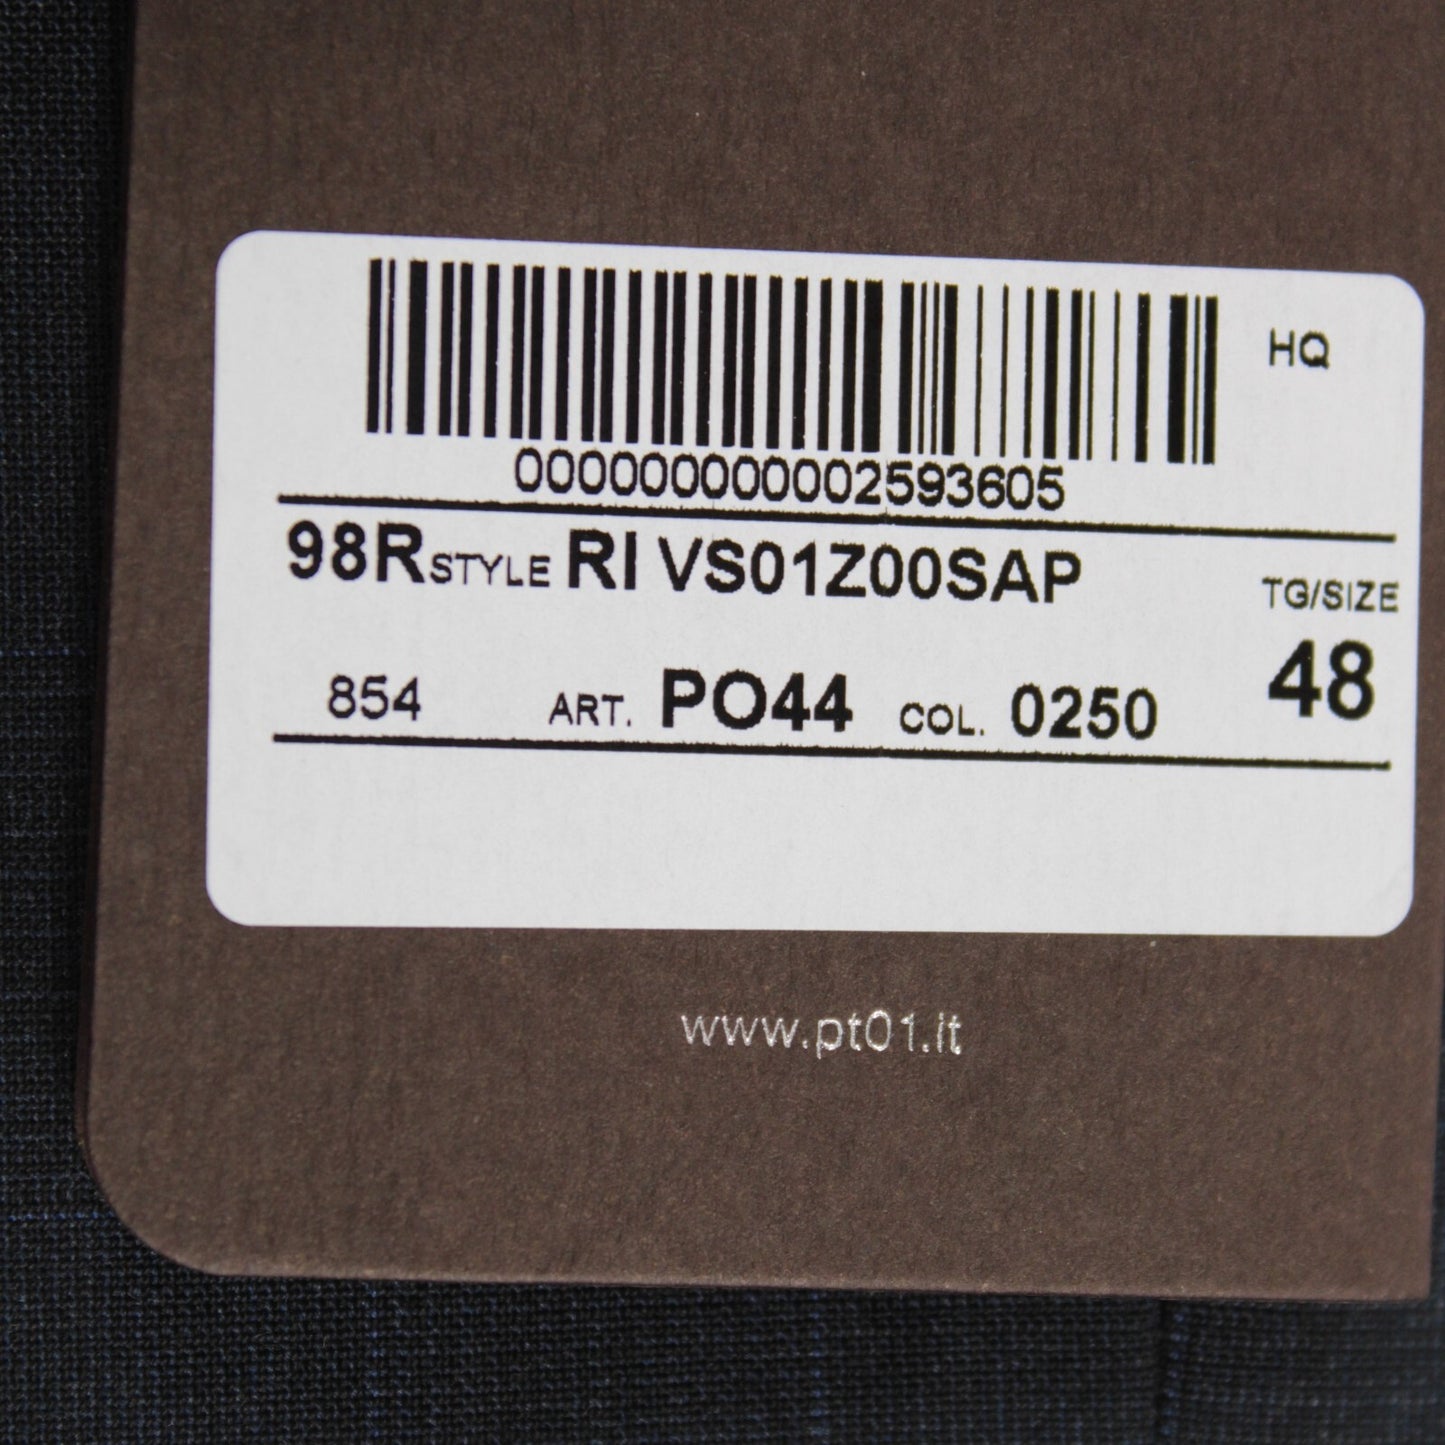 HQ
000000000002593605
98R STYLE RI VS01Z00SAP
TG/SIZE
854 ART. PO44 COL. 0250 48
www.pt01.it